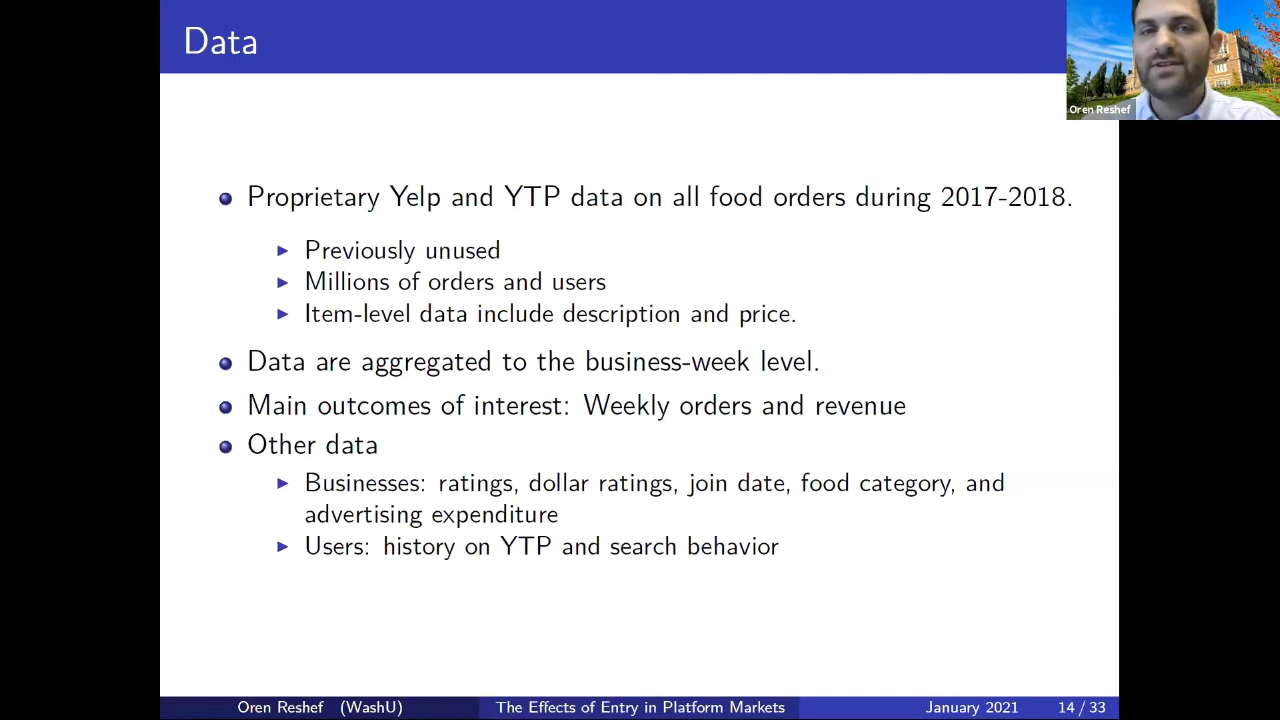 Data
Oren Reshef
Proprietary Yelp and YTP data on all food orders during 2017-2018.
Previously unused
Millions of orders and users
Item-level data include description and price.
Data are aggregated to the business-week level.
Main outcomes of interest: Weekly orders and revenue
Other data
Businesses: ratings, dollar ratings, join date, food category, and
advertising expenditure
Users: history on YTP and search behavior
Oren Reshef (WashU) The Effects of Entry in Platform Markets January 2021 14 / 33